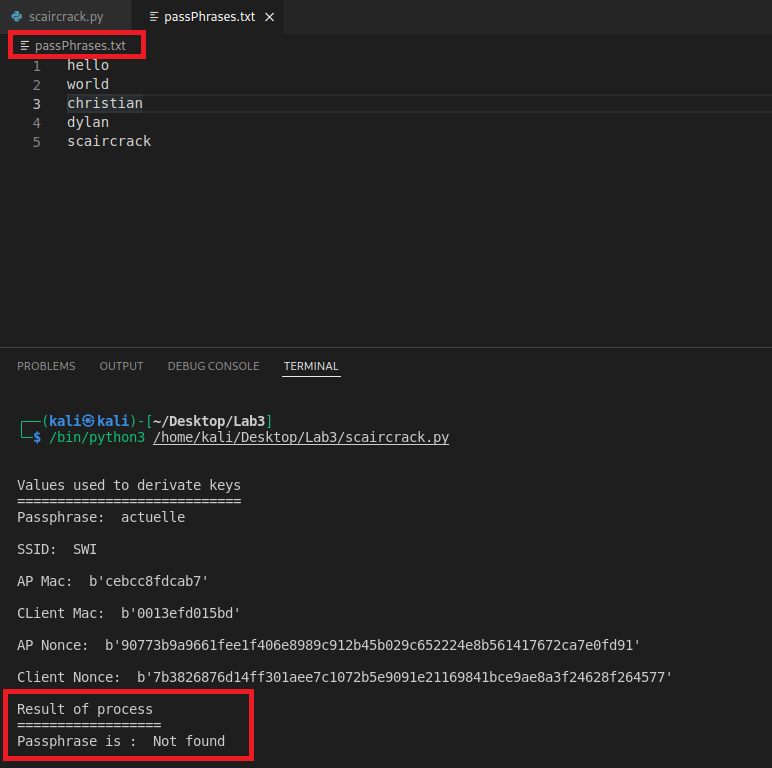 scaircrack.py
passPhrases.txt
passPhrases.txt
1 hello
2 world
3 christian
4 dylan
5 scaircrack
PROBLEMS OUTPUT DEBUG CONSOLE TERMINAL
┌──(kali㉿kali)-[~/Desktop/Lab3]
└─$ /bin/python3 /home/kali/Desktop/Lab3/scaircrack.py
Values used to derivate keys
============================
Passphrase:  actuelle
SSID:  SWI
AP Mac:  b'cebcc8fdcab7'
CLient Mac:  b'0013efd015bd'
AP Nonce:  b'90773b9a9661fee1f406e8989c912b45b029c652224e8b561417672ca7e0fd91'
Client Nonce:  b'7b3826876d14ff301aee7c1072b5e9091e21169841bce9ae8a3f24628f264577'
Result of process
==================
Passphrase is :  Not found